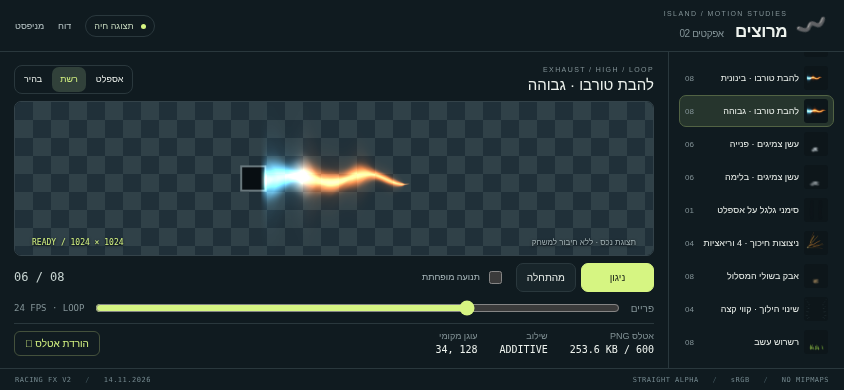 ISLAND / MOTION STUDIES
מרוצים אפקטים 02
תצוגה חיה
דוח
מניפסט
להבת טורבו · בינונית 08
להבת טורבו · גבוהה 08
עשן צמיגים · פנייה 06
עשן צמיגים · בלימה 06
סימני גלגל על אספלט 01
ניצוצות חיכוך · 4 וריאציות 04
אבק בשולי המסלול 08
שינוי הילוך · קווי קצה 04
רשרוש עשב 08
EXHAUST / HIGH / LOOP
להבת טורבו · גבוהה
אספלט
רשת
בהיר
READY / 1024 × 1024
תצוגת נכס · ללא חיבור למשחק
ניגון
מהתחלה
תנועה מופחתת
06 / 08
פריים
24 FPS · LOOP
אטלס PNG
253.6 KB / 600
שילוב
ADDITIVE
עוגן מקומי
34, 128
הורדת אטלס
RACING FX V2 / 14.11.2026
STRAIGHT ALPHA / sRGB / NO MIPMAPS